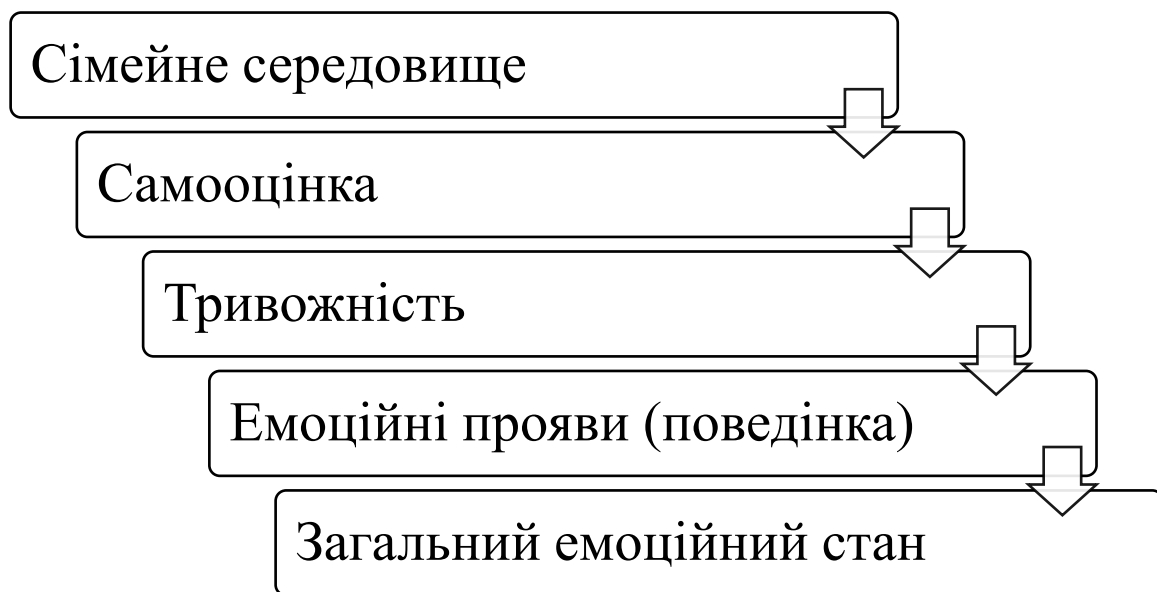 Сімейне середовище
Самооцінка
Тривожність
Емоційні прояви (поведінка)
Загальний емоційний стан